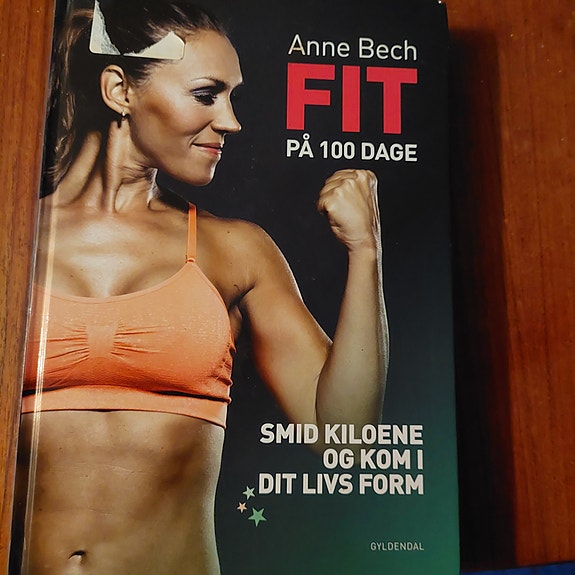 Anne Bech
FIT
PÅ 100 DAGE
SMID KILOENE
OG KOM I
DIT LIVS FORM
GYLDENDAL